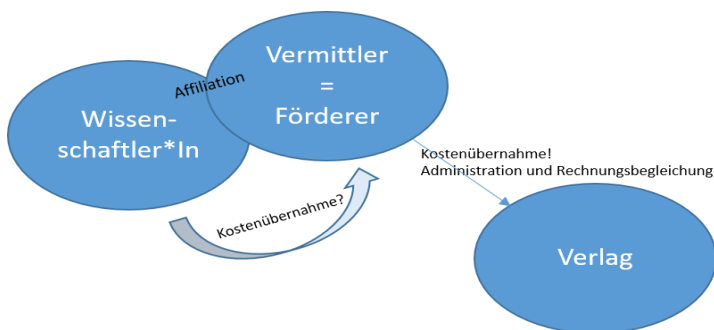 Vermittler
=
Förderer
Affiliation
Wissen-
schaftler*In
Kostenübernahme?
Kostenübernahme!
Administration und Rechnungsbegleichung
Verlag